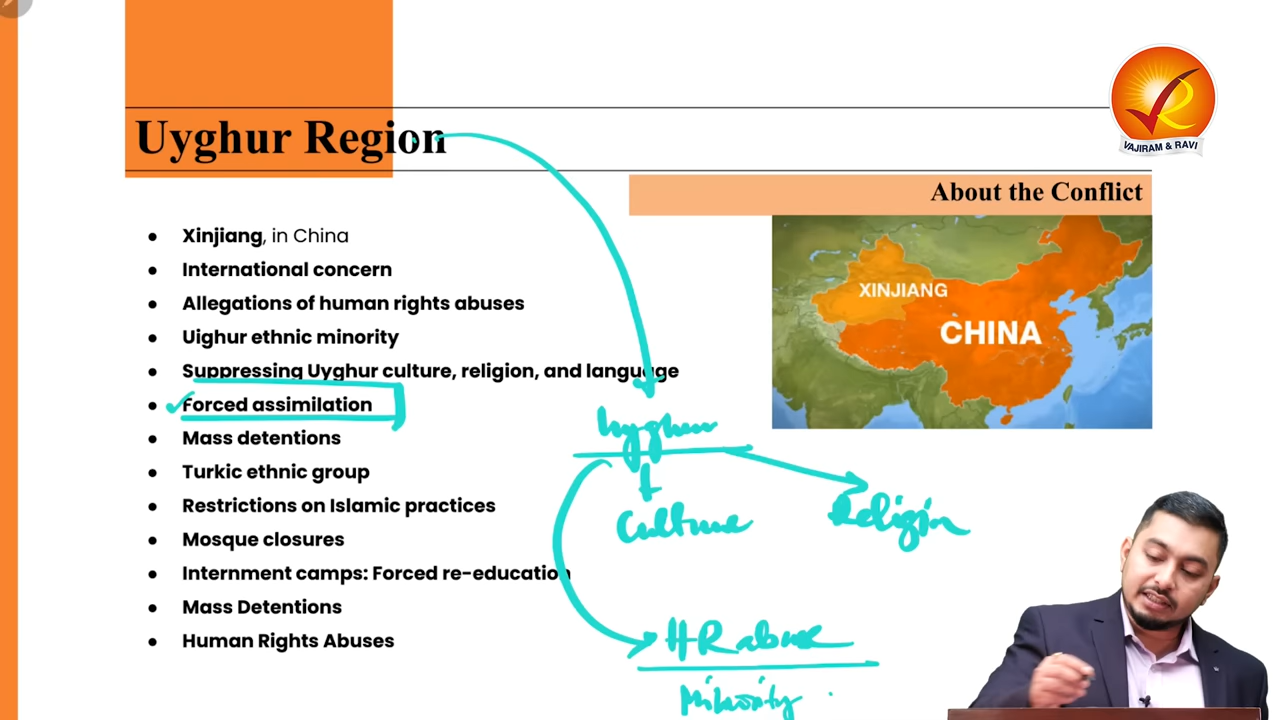 VAJIRAM & RAVI
Uyghur Region
About the Conflict
Xinjiang, in China
International concern
Allegations of human rights abuses
Uighur ethnic minority
Suppressing Uyghur culture, religion, and language
Forced assimilation
Mass detentions
Turkic ethnic group
Restrictions on Islamic practices
Mosque closures
Internment camps: Forced re-education
Mass Detentions
Human Rights Abuses
XINJIANG
CHINA
Uyghur
Culture
Religion
HR abuse
Minority